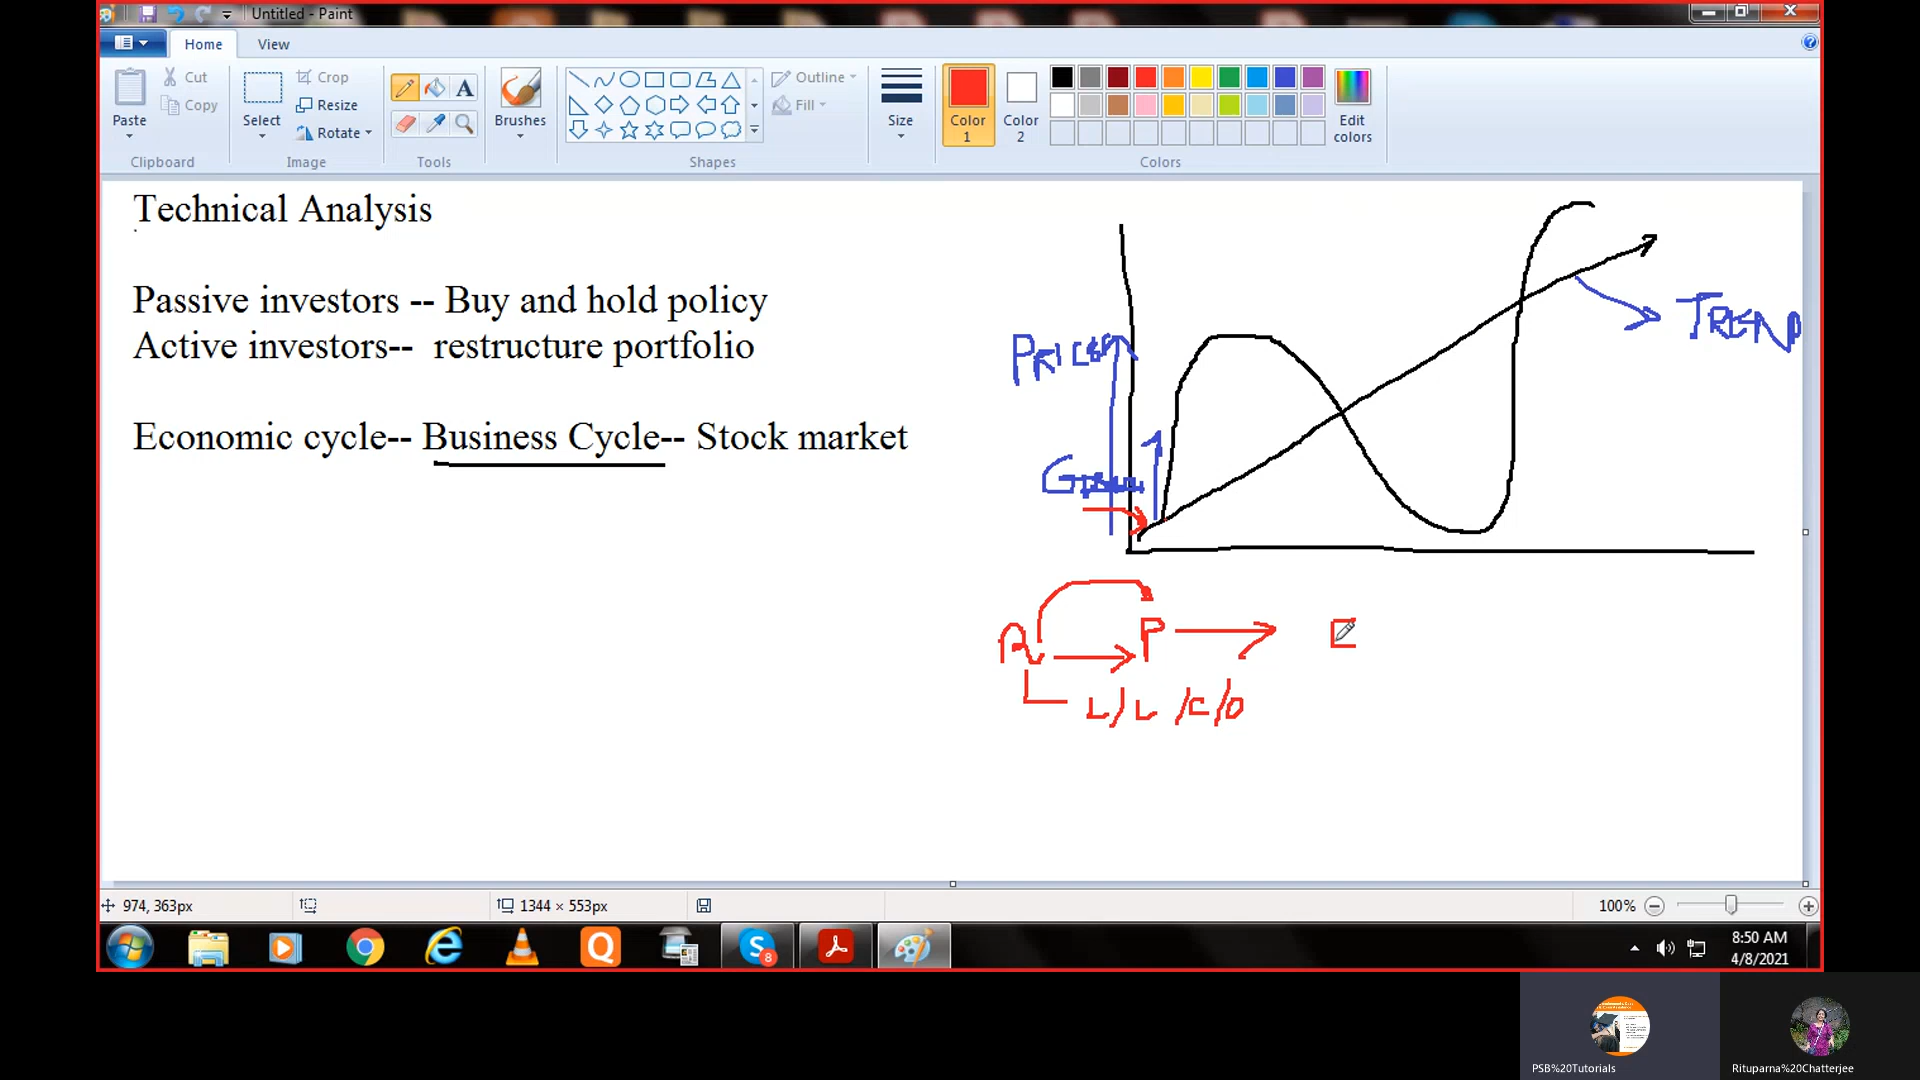 Untitled - Paint
Home View
Paste Cut Copy
Clipboard
Select Crop Resize Rotate
Image
Tools
Brushes
Outline Fill
Shapes
Size
Color 1 Color 2
Edit colors
Colors
Technical Analysis
Passive investors -- Buy and hold policy
Active investors-- restructure portfolio
Economic cycle-- Business Cycle-- Stock market
PRICE
TREND
R P E
L/L/C/O
974, 363px
1344 × 553px
100%
8
8:50 AM
4/8/2021
PSB%20Tutorials
Rituparna%20Chatterjee